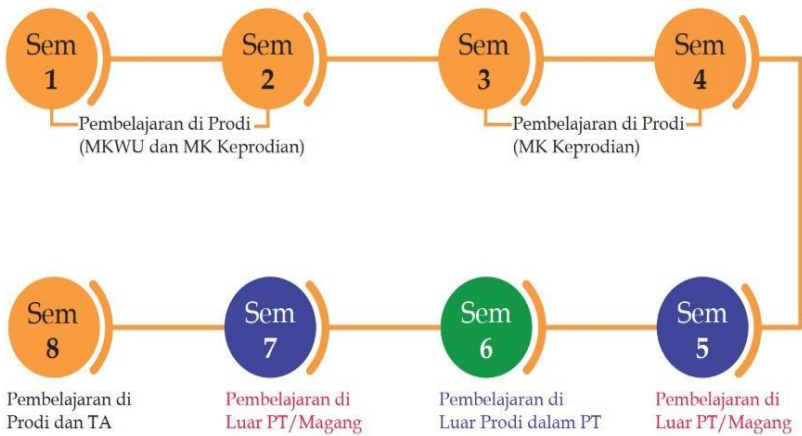 Sem
1
Sem
2
Sem
3
Sem
4
Pembelajaran di Prodi
(MKWU dan MK Keprodian)
Pembelajaran di Prodi
(MK Keprodian)
Sem
8
Sem
7
Sem
6
Sem
5
Pembelajaran di
Prodi dan TA
Pembelajaran di
Luar PT/Magang
Pembelajaran di
Luar Prodi dalam PT
Pembelajaran di
Luar PT/Magang